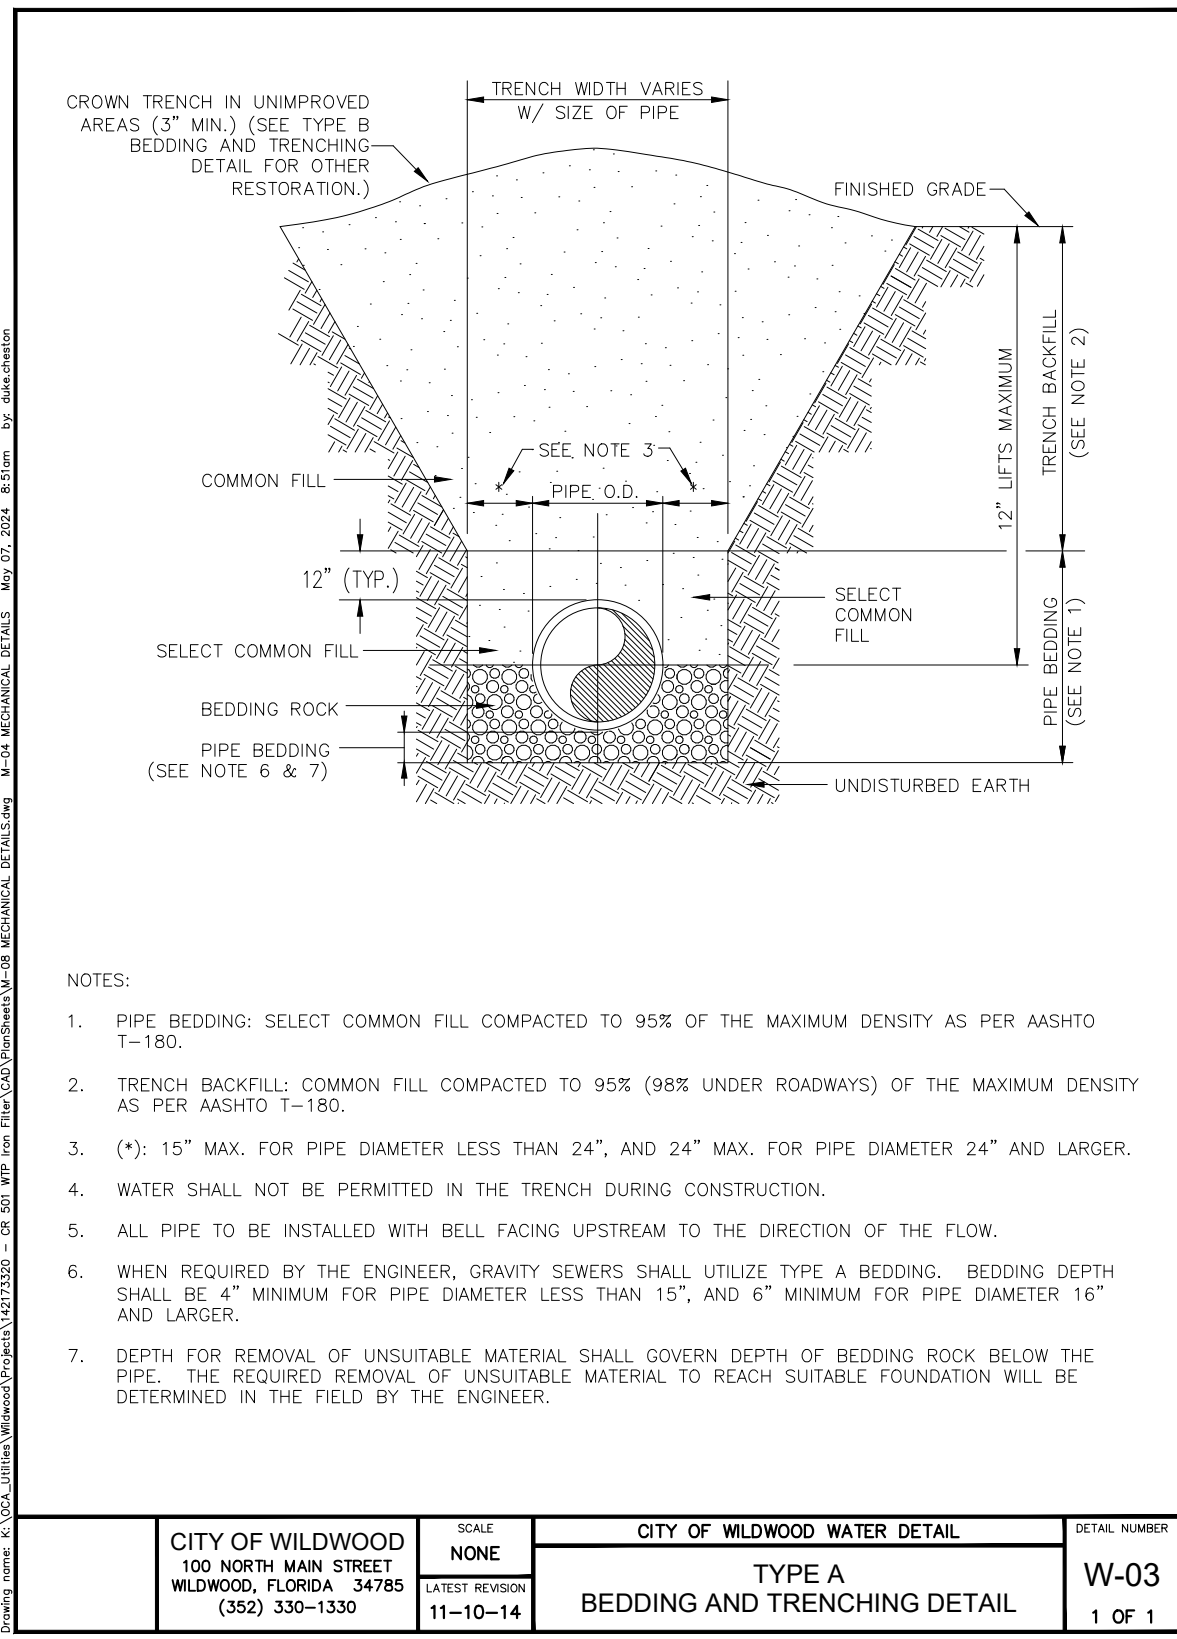 TRENCH WIDTH VARIES
W/ SIZE OF PIPE
CROWN TRENCH IN UNIMPROVED
AREAS (3" MIN.) (SEE TYPE B
BEDDING AND TRENCHING
DETAIL FOR OTHER
RESTORATION.)
FINISHED GRADE
12" LIFTS MAXIMUM
TRENCH BACKFILL
(SEE NOTE 2)
SEE NOTE 3
COMMON FILL
* *
PIPE O.D.
12" (TYP.)
SELECT
COMMON
FILL
PIPE BEDDING
(SEE NOTE 1)
SELECT COMMON FILL
BEDDING ROCK
PIPE BEDDING
(SEE NOTE 6 & 7)
UNDISTURBED EARTH
NOTES:
1. PIPE BEDDING: SELECT COMMON FILL COMPACTED TO 95% OF THE MAXIMUM DENSITY AS PER AASHTO
T-180.
2. TRENCH BACKFILL: COMMON FILL COMPACTED TO 95% (98% UNDER ROADWAYS) OF THE MAXIMUM DENSITY
AS PER AASHTO T-180.
3. (*): 15" MAX. FOR PIPE DIAMETER LESS THAN 24", AND 24" MAX. FOR PIPE DIAMETER 24" AND LARGER.
4. WATER SHALL NOT BE PERMITTED IN THE TRENCH DURING CONSTRUCTION.
5. ALL PIPE TO BE INSTALLED WITH BELL FACING UPSTREAM TO THE DIRECTION OF THE FLOW.
6. WHEN REQUIRED BY THE ENGINEER, GRAVITY SEWERS SHALL UTILIZE TYPE A BEDDING. BEDDING DEPTH
SHALL BE 4" MINIMUM FOR PIPE DIAMETER LESS THAN 15", AND 6" MINIMUM FOR PIPE DIAMETER 16"
AND LARGER.
7. DEPTH FOR REMOVAL OF UNSUITABLE MATERIAL SHALL GOVERN DEPTH OF BEDDING ROCK BELOW THE
PIPE. THE REQUIRED REMOVAL OF UNSUITABLE MATERIAL TO REACH SUITABLE FOUNDATION WILL BE
DETERMINED IN THE FIELD BY THE ENGINEER.
CITY OF WILDWOOD
100 NORTH MAIN STREET
WILDWOOD, FLORIDA 34785
(352) 330-1330
SCALE
NONE
LATEST REVISION
11-10-14
CITY OF WILDWOOD WATER DETAIL
TYPE A
BEDDING AND TRENCHING DETAIL
DETAIL NUMBER
W-03
1 OF 1
Drawing name: K:\OCA_Utilities\Wildwood\Projects\142173320 - CR 501 WTP Iron Filter\CAD\PlanSheets\M-08 MECHANICAL DETAILS.dwg M-04 MECHANICAL DETAILS May 07, 2024 8:51am by: duke.cheston